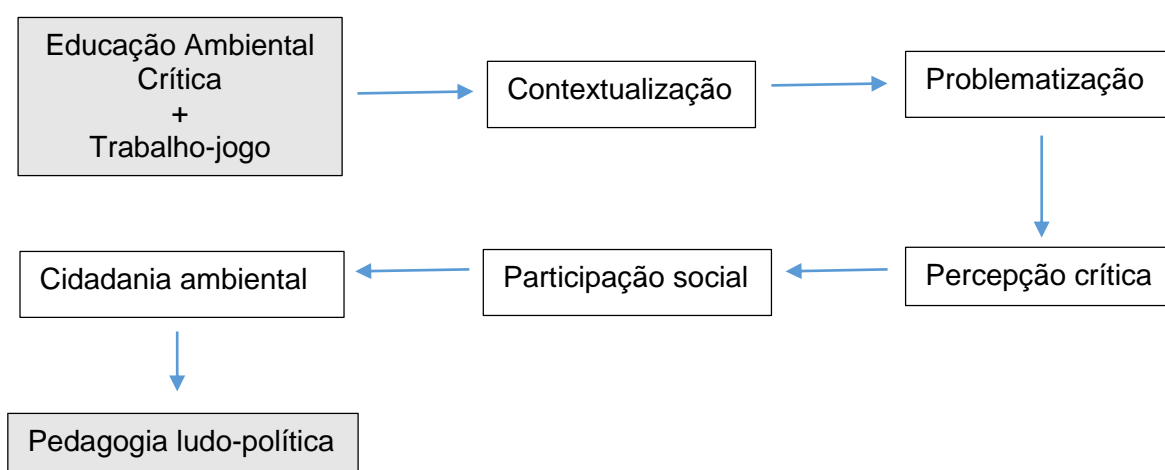 Educação Ambiental
Crítica
+
Trabalho-jogo
Contextualização
Problematização
Percepção crítica
Participação social
Cidadania ambiental
Pedagogia ludo-política